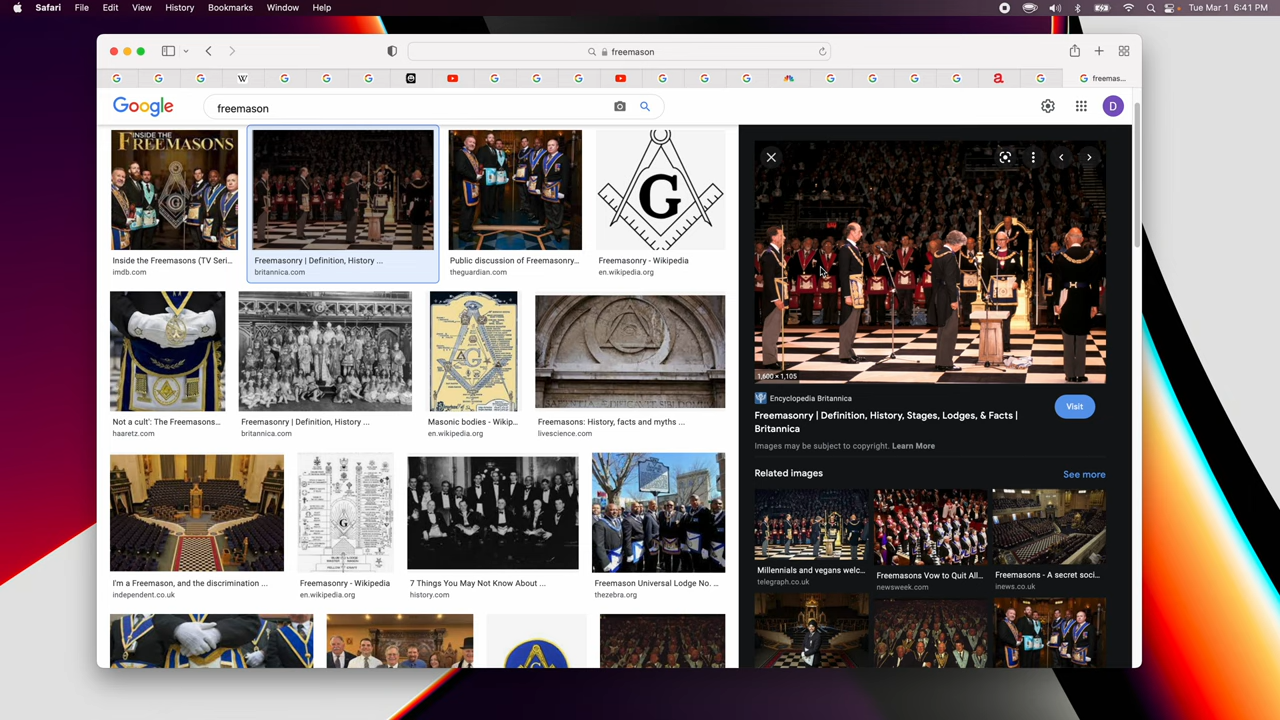 Safari File Edit View History Bookmarks Window Help
Tue Mar 1 6:41 PM
freemason
freemas...
Google
freemason
D
INSIDE THE
FREEMASONS
G
Inside the Freemasons (TV Seri...
imdb.com
Freemasonry | Definition, History ...
britannica.com
Public discussion of Freemasonry...
theguardian.com
G
Freemasonry - Wikipedia
en.wikipedia.org
Not a cult': The Freemasons...
haaretz.com
Freemasonry | Definition, History ...
britannica.com
Masonic bodies - Wikip...
en.wikipedia.org
Freemasons: History, facts and myths ...
livescience.com
I'm a Freemason, and the discrimination ...
independent.co.uk
G
Freemasonry - Wikipedia
en.wikipedia.org
7 Things You May Not Know About ...
history.com
Freemason Universal Lodge No. ...
thezebra.org
1,600 × 1,105
Encyclopedia Britannica
Freemasonry | Definition, History, Stages, Lodges, & Facts |
Britannica
Visit
Images may be subject to copyright. Learn More
Related images
See more
Millennials and vegans welc...
telegraph.co.uk
Freemasons Vow to Quit All...
newsweek.com
Freemasons - A secret soci...
inews.co.uk